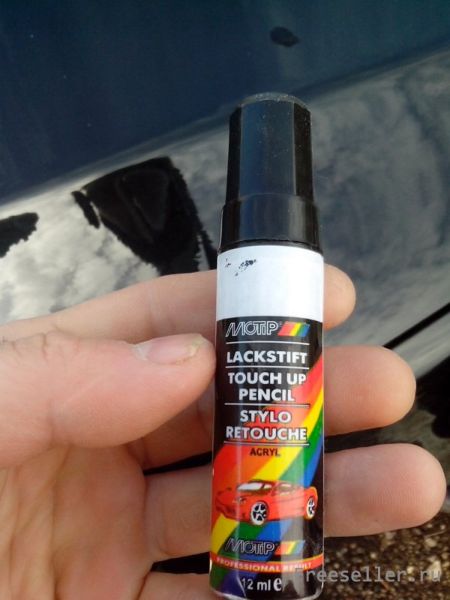 MOTIP®
LACKSTIFT
TOUCH UP
PENCIL
STYLO
RETOUCHE
ACRYL
MOTIP
PROFESSIONAL RESULT
12 ml e
freeseller.ru